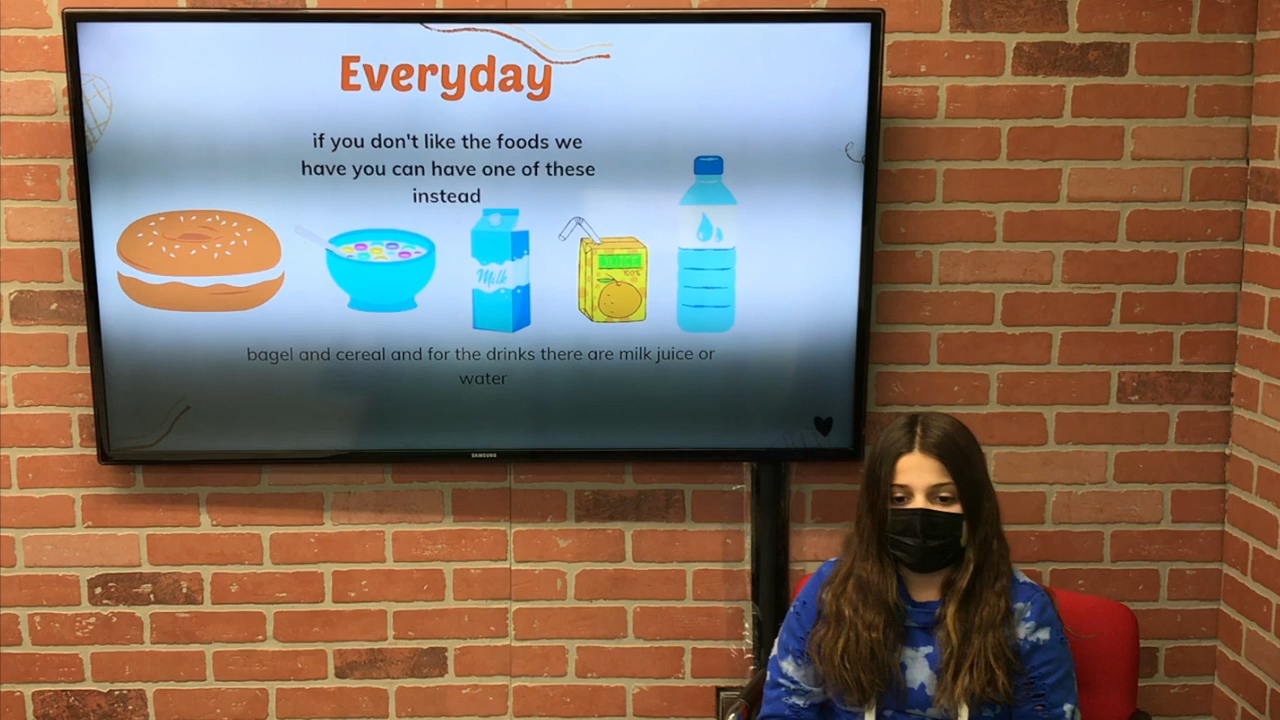 Everyday
if you don't like the foods we
have you can have one of these
instead
Milk
100%
bagel and cereal and for the drinks there are milk juice or
water
SAMSUNG